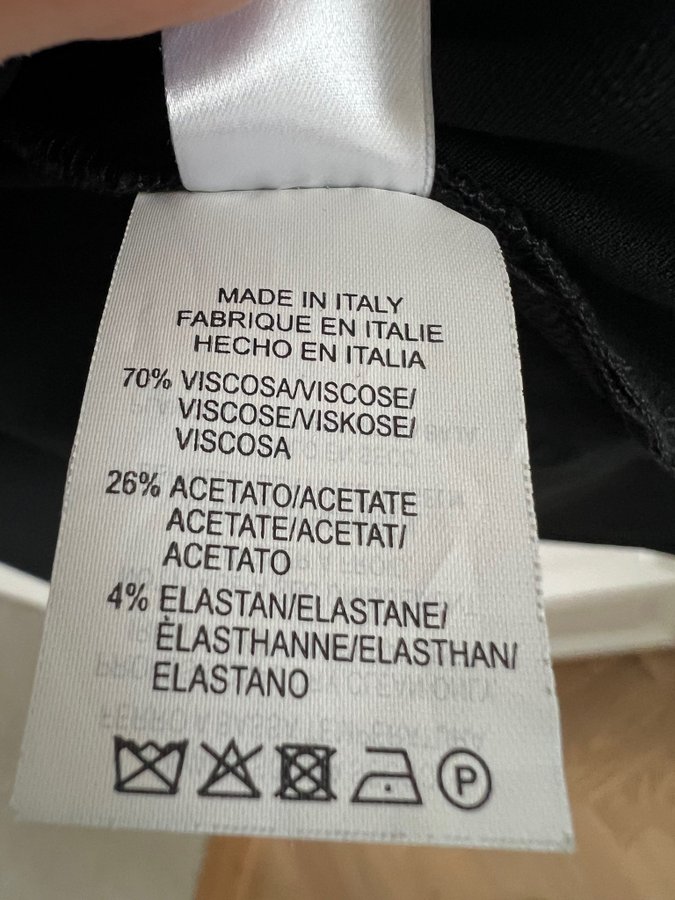 MADE IN ITALY
FABRIQUE EN ITALIE
HECHO EN ITALIA
70% VISCOSA/VISCOSE/
VISCOSE/VISKOSE/
VISCOSA
26% ACETATO/ACETATE
ACETATE/ACETAT/
ACETATO
4% ELASTAN/ELASTANE/
ÈLASTHANNE/ELASTHAN/
ELASTANO
P